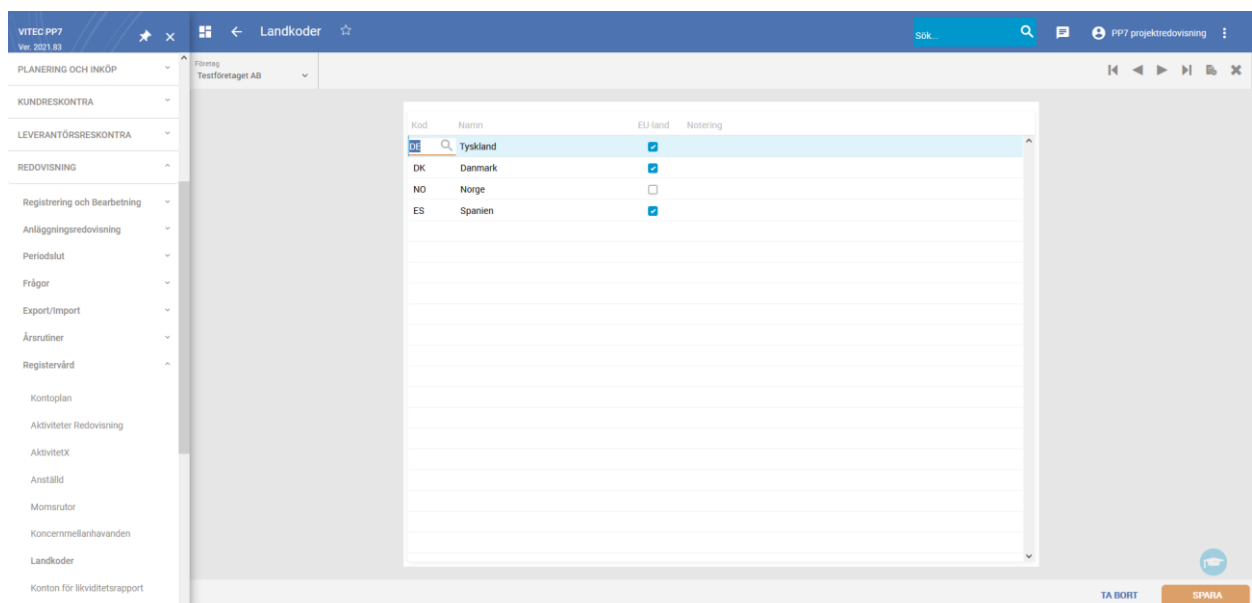 VITEC PP7
Ver. 2021.83
Landkoder
Sök...
PP7 projektredovisning
PLANERING OCH INKÖP
KUNDRESKONTRA
LEVERANTÖRSRESKONTRA
REDOVISNING
Registrering och Bearbetning
Anläggningsredovisning
Periodslut
Frågor
Export/Import
Årsrutiner
Registervård
Kontoplan
Aktiviteter Redovisning
AktivitetX
Anställd
Momsrutor
Koncernmellanhavanden
Landkoder
Konton för likviditetsrapport
Företag
Testföretaget AB
Kod Namn EU-land Notering
DE Tyskland
DK Danmark
NO Norge
ES Spanien
TA BORT SPARA